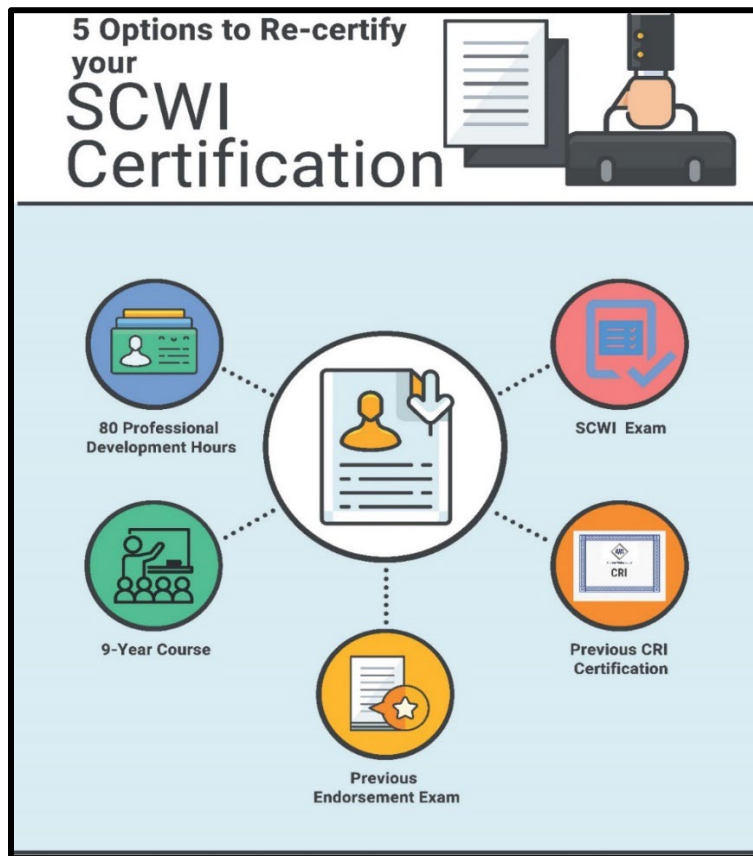 5 Options to Re-certify
your
SCWI
Certification
80 Professional
Development Hours
SCWI Exam
9-Year Course
CRI
Previous CRI
Certification
Previous
Endorsement Exam